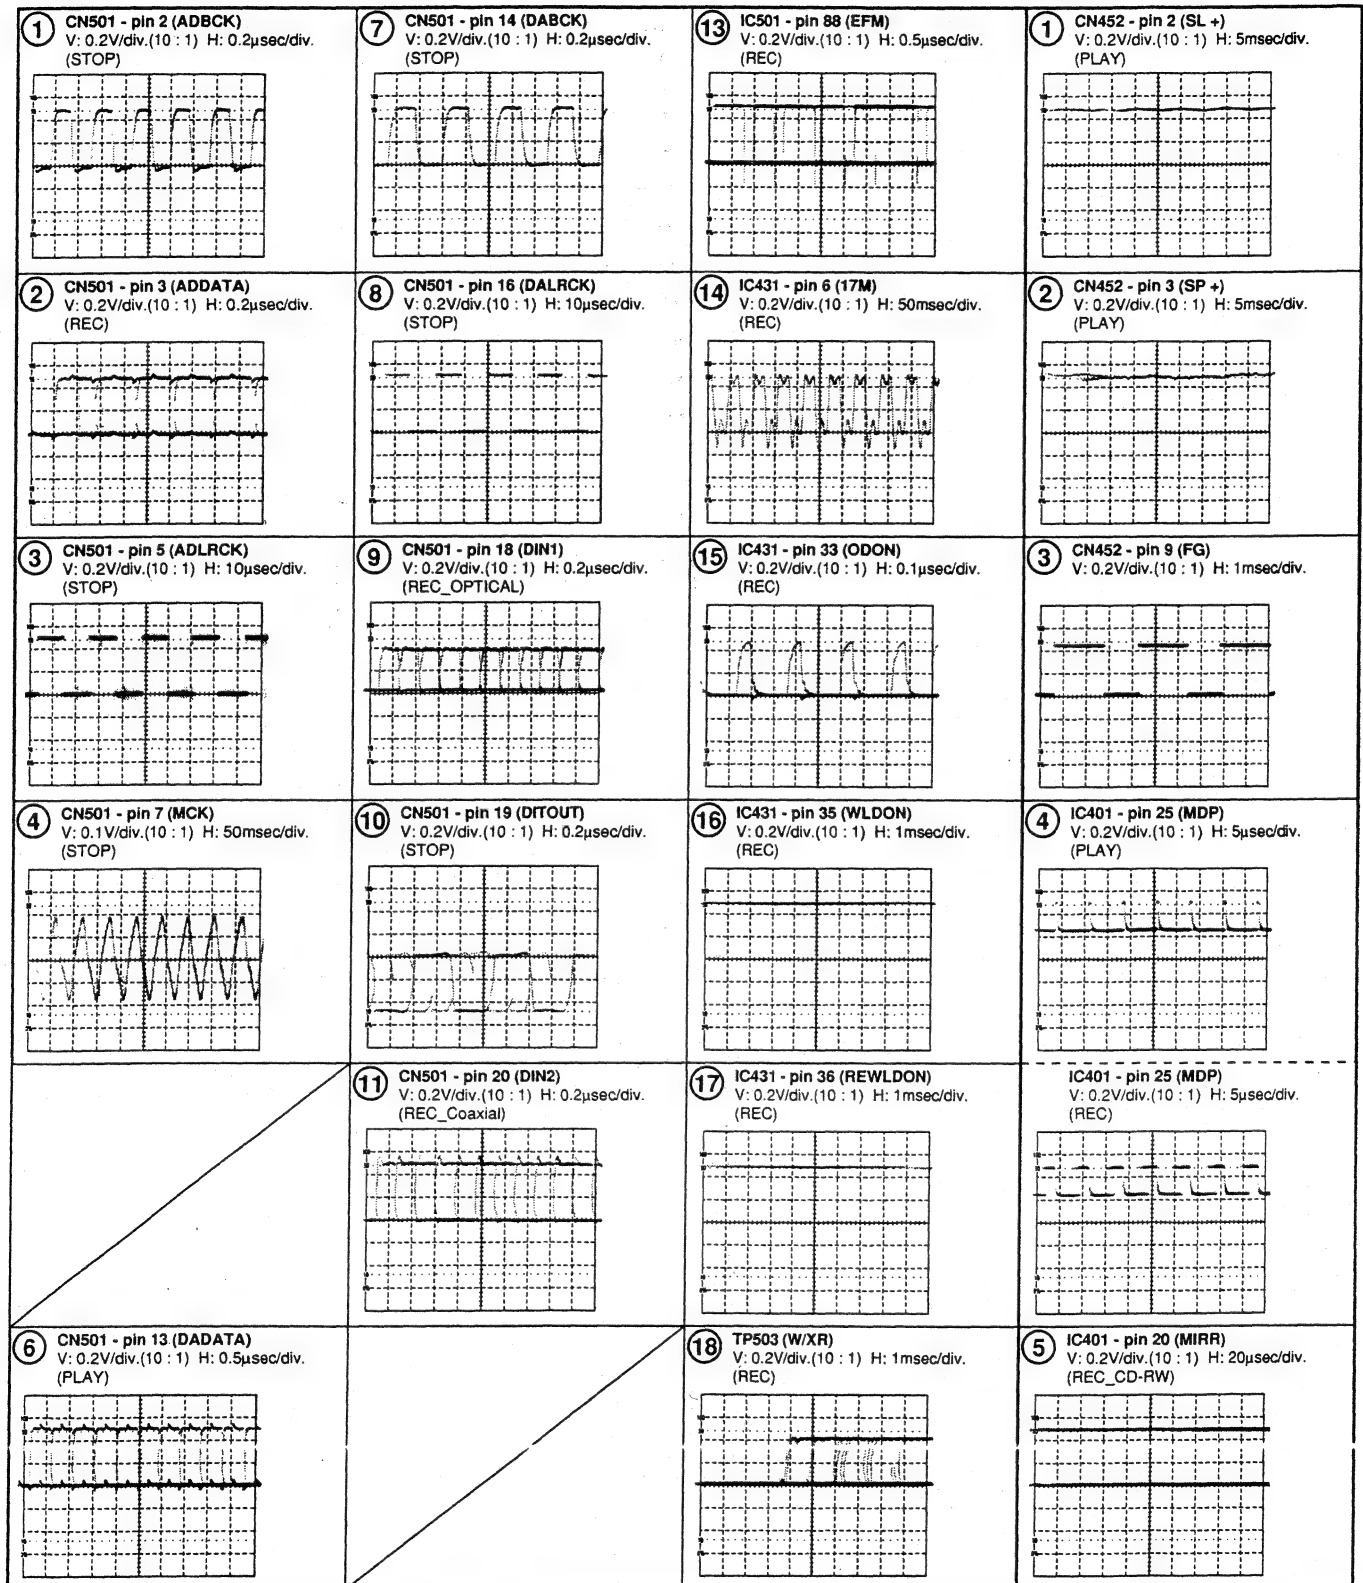 1
CN501 - pin 2 (ADBCK)
V: 0.2V/div.(10 : 1) H: 0.2µsec/div.
(STOP)
7
CN501 - pin 14 (DABCK)
V: 0.2V/div.(10 : 1) H: 0.2µsec/div.
(STOP)
13
IC501 - pin 88 (EFM)
V: 0.2V/div.(10 : 1) H: 0.5µsec/div.
(REC)
1
CN452 - pin 2 (SL +)
V: 0.2V/div.(10 : 1) H: 5msec/div.
(PLAY)
2
CN501 - pin 3 (ADDATA)
V: 0.2V/div.(10 : 1) H: 0.2µsec/div.
(REC)
8
CN501 - pin 16 (DALRCK)
V: 0.2V/div.(10 : 1) H: 10µsec/div.
(STOP)
14
IC431 - pin 6 (17M)
V: 0.2V/div.(10 : 1) H: 50msec/div.
(REC)
2
CN452 - pin 3 (SP +)
V: 0.2V/div.(10 : 1) H: 5msec/div.
(PLAY)
3
CN501 - pin 5 (ADLRCK)
V: 0.2V/div.(10 : 1) H: 10µsec/div.
(STOP)
9
CN501 - pin 18 (DIN1)
V: 0.2V/div.(10 : 1) H: 0.2µsec/div.
(REC_OPTICAL)
15
IC431 - pin 33 (ODON)
V: 0.2V/div.(10 : 1) H: 0.1µsec/div.
(REC)
3
CN452 - pin 9 (FG)
V: 0.2V/div.(10 : 1) H: 1msec/div.
4
CN501 - pin 7 (MCK)
V: 0.1V/div.(10 : 1) H: 50msec/div.
(STOP)
10
CN501 - pin 19 (DITOUT)
V: 0.2V/div.(10 : 1) H: 0.2µsec/div.
(STOP)
16
IC431 - pin 35 (WLDON)
V: 0.2V/div.(10 : 1) H: 1msec/div.
(REC)
4
IC401 - pin 25 (MDP)
V: 0.2V/div.(10 : 1) H: 5µsec/div.
(PLAY)
11
CN501 - pin 20 (DIN2)
V: 0.2V/div.(10 : 1) H: 0.2µsec/div.
(REC_Coaxial)
17
IC431 - pin 36 (REWLDON)
V: 0.2V/div.(10 : 1) H: 1msec/div.
(REC)
IC401 - pin 25 (MDP)
V: 0.2V/div.(10 : 1) H: 5µsec/div.
(REC)
6
CN501 - pin 13 (DADATA)
V: 0.2V/div.(10 : 1) H: 0.5µsec/div.
(PLAY)
18
TP503 (W/XR)
V: 0.2V/div.(10 : 1) H: 1msec/div.
(REC)
5
IC401 - pin 20 (MIRR)
V: 0.2V/div.(10 : 1) H: 20µsec/div.
(REC_CD-RW)